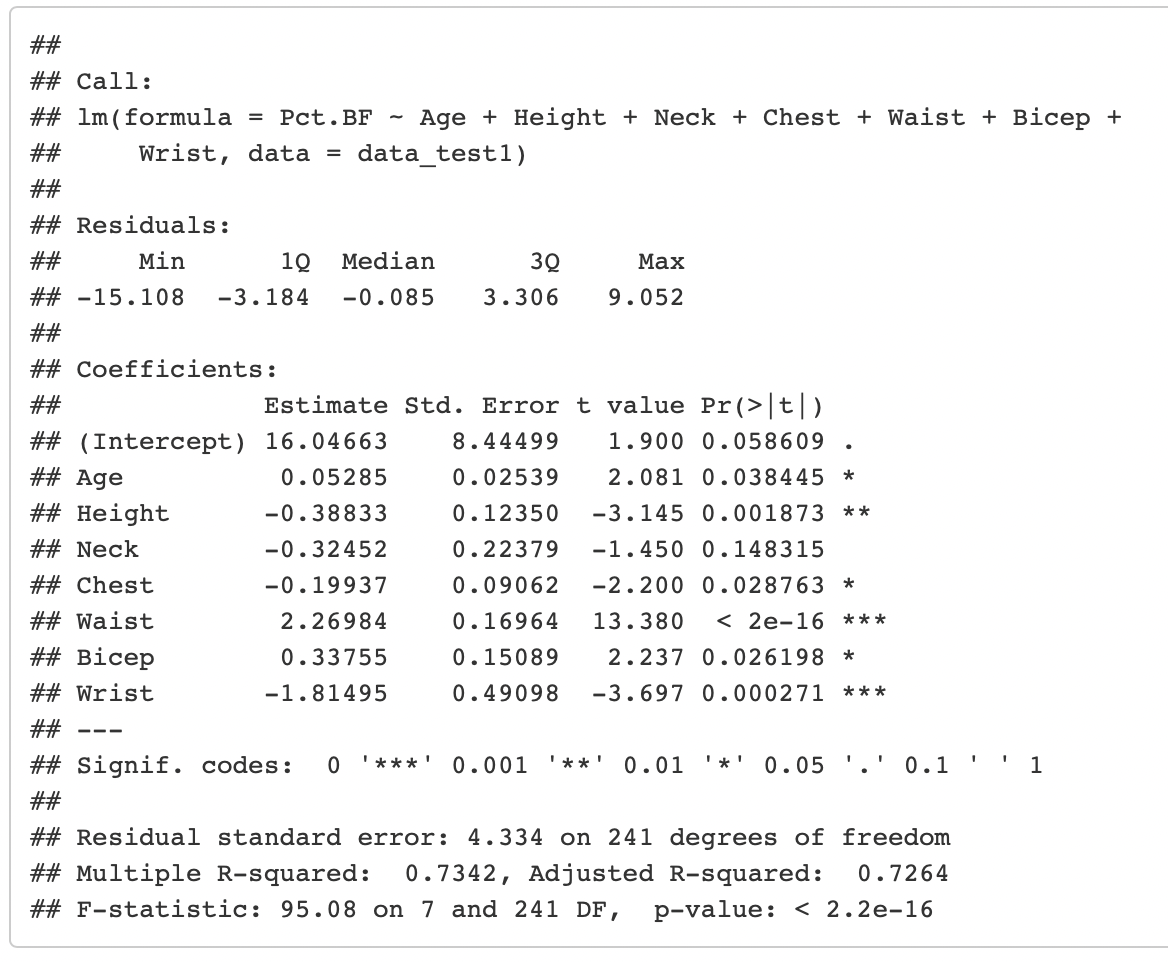 ##
## Call:
## lm(formula = Pct.BF ~ Age + Height + Neck + Chest + Waist + Bicep +
##     Wrist, data = data_test1)
##
## Residuals:
##     Min      1Q  Median      3Q     Max
## -15.108  -3.184  -0.085   3.306   9.052
##
## Coefficients:
##             Estimate Std. Error t value Pr(>|t|)
## (Intercept) 16.04663    8.44499   1.900 0.058609 .
## Age          0.05285    0.02539   2.081 0.038445 *
## Height      -0.38833    0.12350  -3.145 0.001873 **
## Neck        -0.32452    0.22379  -1.450 0.148315
## Chest       -0.19937    0.09062  -2.200 0.028763 *
## Waist        2.26984    0.16964  13.380  < 2e-16 ***
## Bicep        0.33755    0.15089   2.237 0.026198 *
## Wrist       -1.81495    0.49098  -3.697 0.000271 ***
## ---
## Signif. codes:  0 '***' 0.001 '**' 0.01 '*' 0.05 '.' 0.1 ' ' 1
##
## Residual standard error: 4.334 on 241 degrees of freedom
## Multiple R-squared:  0.7342, Adjusted R-squared:  0.7264
## F-statistic: 95.08 on 7 and 241 DF,  p-value: < 2.2e-16